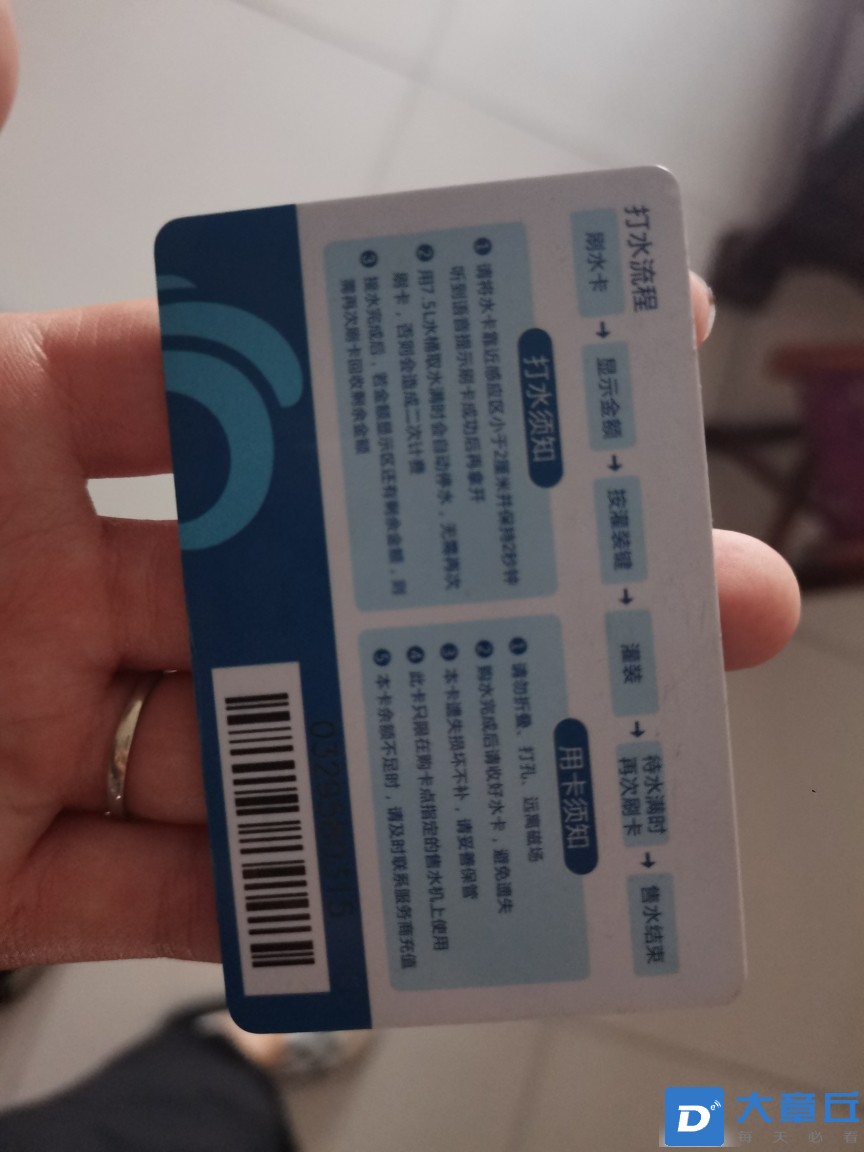 打水流程
刷水卡 → 显示金额 → 按灌装键 → 灌装 → 待水满时再次刷卡 → 售水结束
打水须知
❶ 请将水卡靠近感应区小于2厘米并保持2秒钟
听到语音提示刷卡成功后再拿开
❷ 用7.5L水桶取水满时会自动停水，无需再次
刷卡，否则会造成二次计费
❸ 接水完成后，若金额显示区还有剩余金额，则
需再次刷卡回收剩余金额
用卡须知
❶ 请勿折叠、打孔、远离磁场
❷ 购水完成后请收好水卡，避免遗失
❸ 本卡遗失损坏不补，请妥善保管
❹ 此卡只限在购卡点指定的售水机上使用
❺ 本卡余额不足时，请及时联系服务商充值
大章丘
每天必看